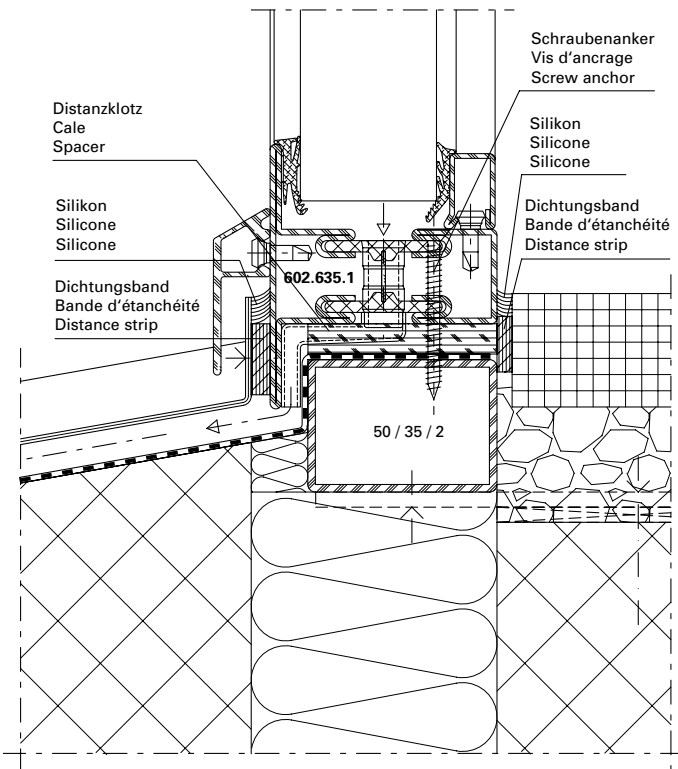 Schraubenanker
Vis d'ancrage
Screw anchor
Distanzklotz
Cale
Spacer
Silikon
Silicone
Silicone
Silikon
Silicone
Silicone
Dichtungsband
Bande d'étanchéité
Distance strip
602.635.1
Dichtungsband
Bande d'étanchéité
Distance strip
50 / 35 / 2